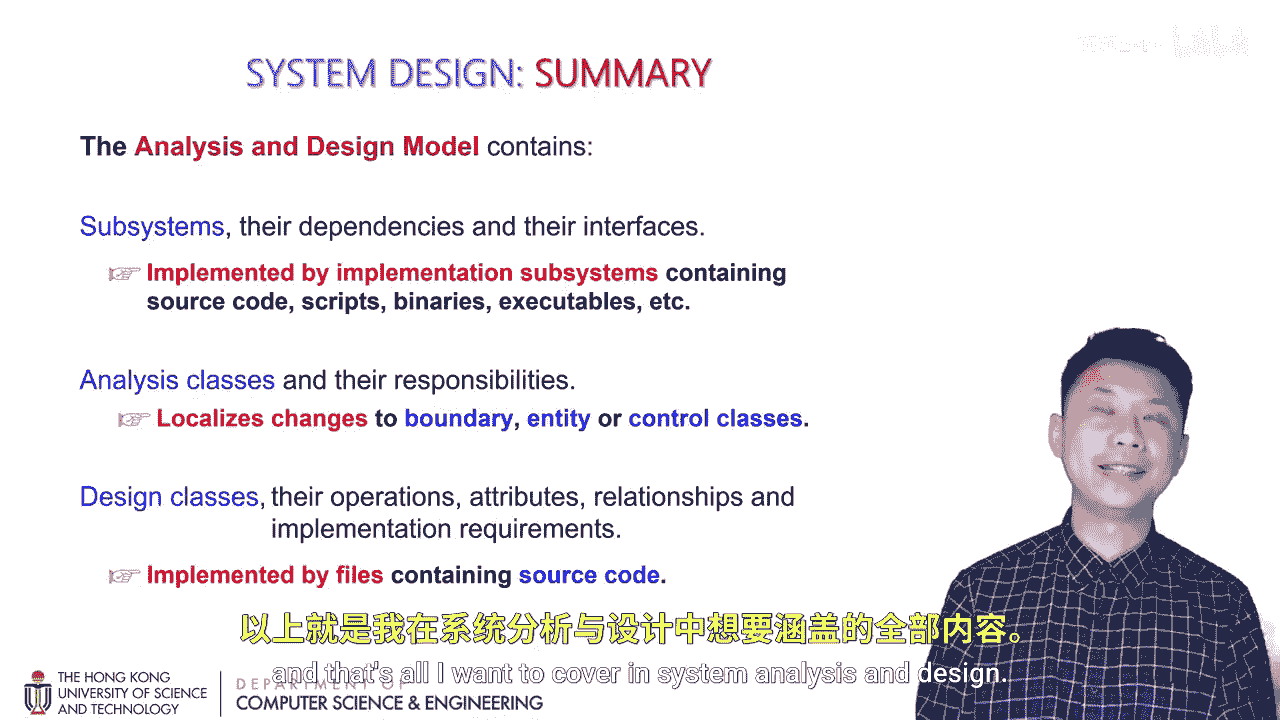 SYSTEM DESIGN: SUMMARY
The Analysis and Design Model contains:
Subsystems, their dependencies and their interfaces.
☞ Implemented by implementation subsystems containing
source code, scripts, binaries, executables, etc.
Analysis classes and their responsibilities.
☞ Localizes changes to boundary, entity or control classes.
Design classes, their operations, attributes, relationships and
implementation requirements.
☞ Implemented by files containing source code.
以上就是我在系统分析与设计中想要涵盖的全部内容。
and that's all I want to cover in system analysis and design.
THE HONG KONG
UNIVERSITY OF SCIENCE
AND TECHNOLOGY
DEPARTMENT OF
COMPUTER SCIENCE & ENGINEERING